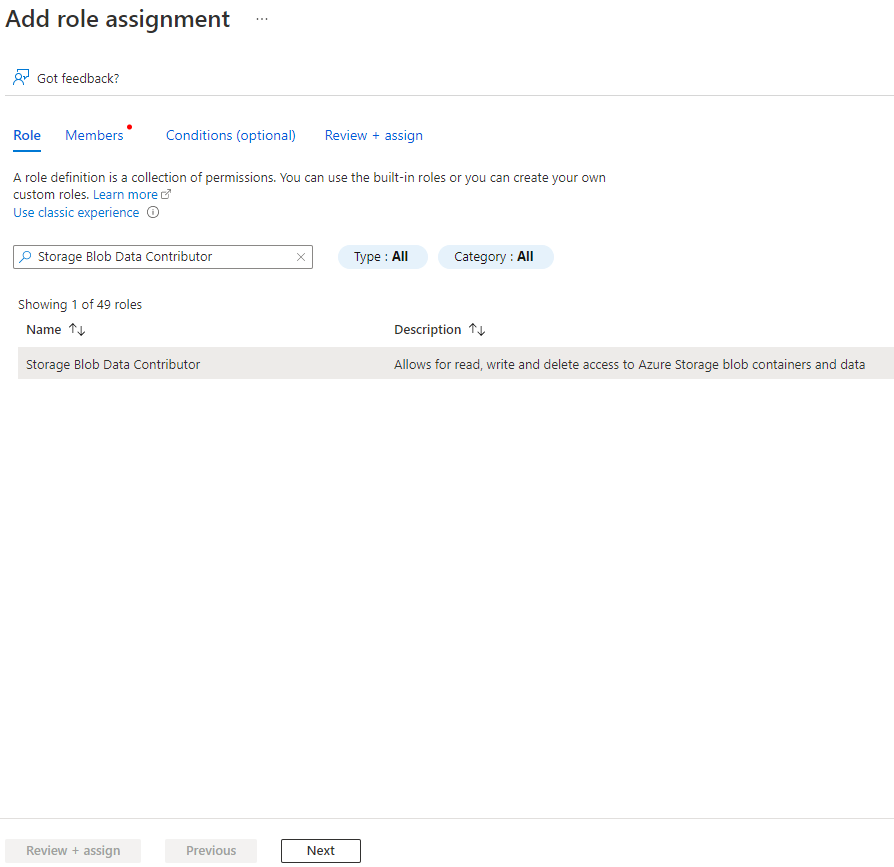 Add role assignment ...
Got feedback?
Role Members Conditions (optional) Review + assign
A role definition is a collection of permissions. You can use the built-in roles or you can create your own
custom roles. Learn more
Use classic experience
Storage Blob Data Contributor Type : All Category : All
Showing 1 of 49 roles
Name Description
Storage Blob Data Contributor Allows for read, write and delete access to Azure Storage blob containers and data
Review + assign Previous Next